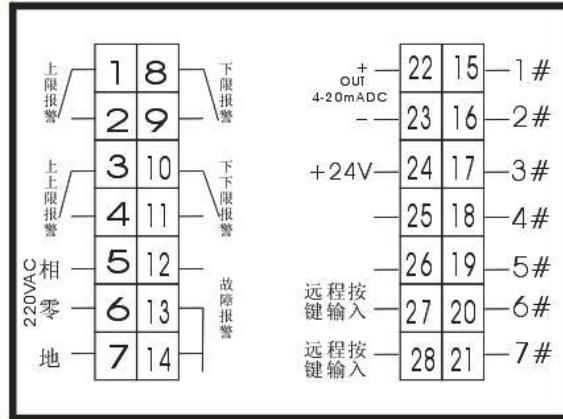 上限报警
1 8
下限报警
2 9
上上限报警
3 10
下下限报警
4 11
220VAC
相
5 12
零
6 13
故障报警
地
7 14
+
OUT
4-20mADC
−
22 15 1#
23 16 2#
+24V 24 17 3#
25 18 4#
26 19 5#
远程按
键输入
27 20 6#
远程按
键输入
28 21 7#